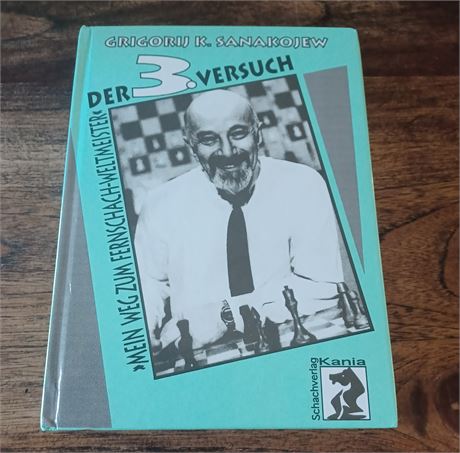 GRIGORIJ K. SANAKOJEW
DER 3. VERSUCH
»MEIN WEG ZUM FERNSCHACH-WELTMEISTER«
Kania
Schachverlag